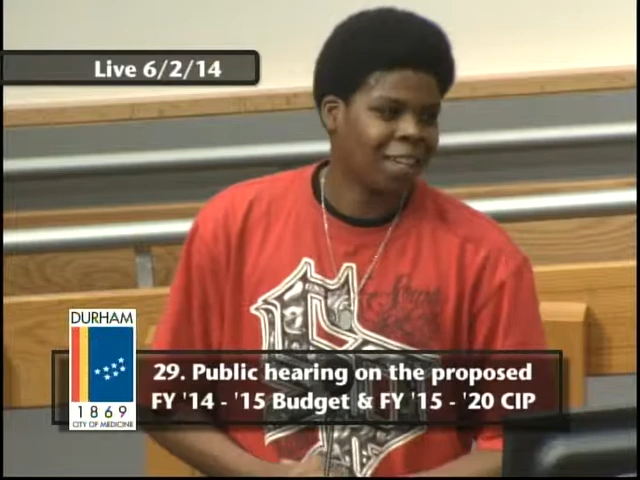 Live 6/2/14
DURHAM
1869
CITY OF MEDICINE
29. Public hearing on the proposed
FY '14 - '15 Budget & FY '15 - '20 CIP